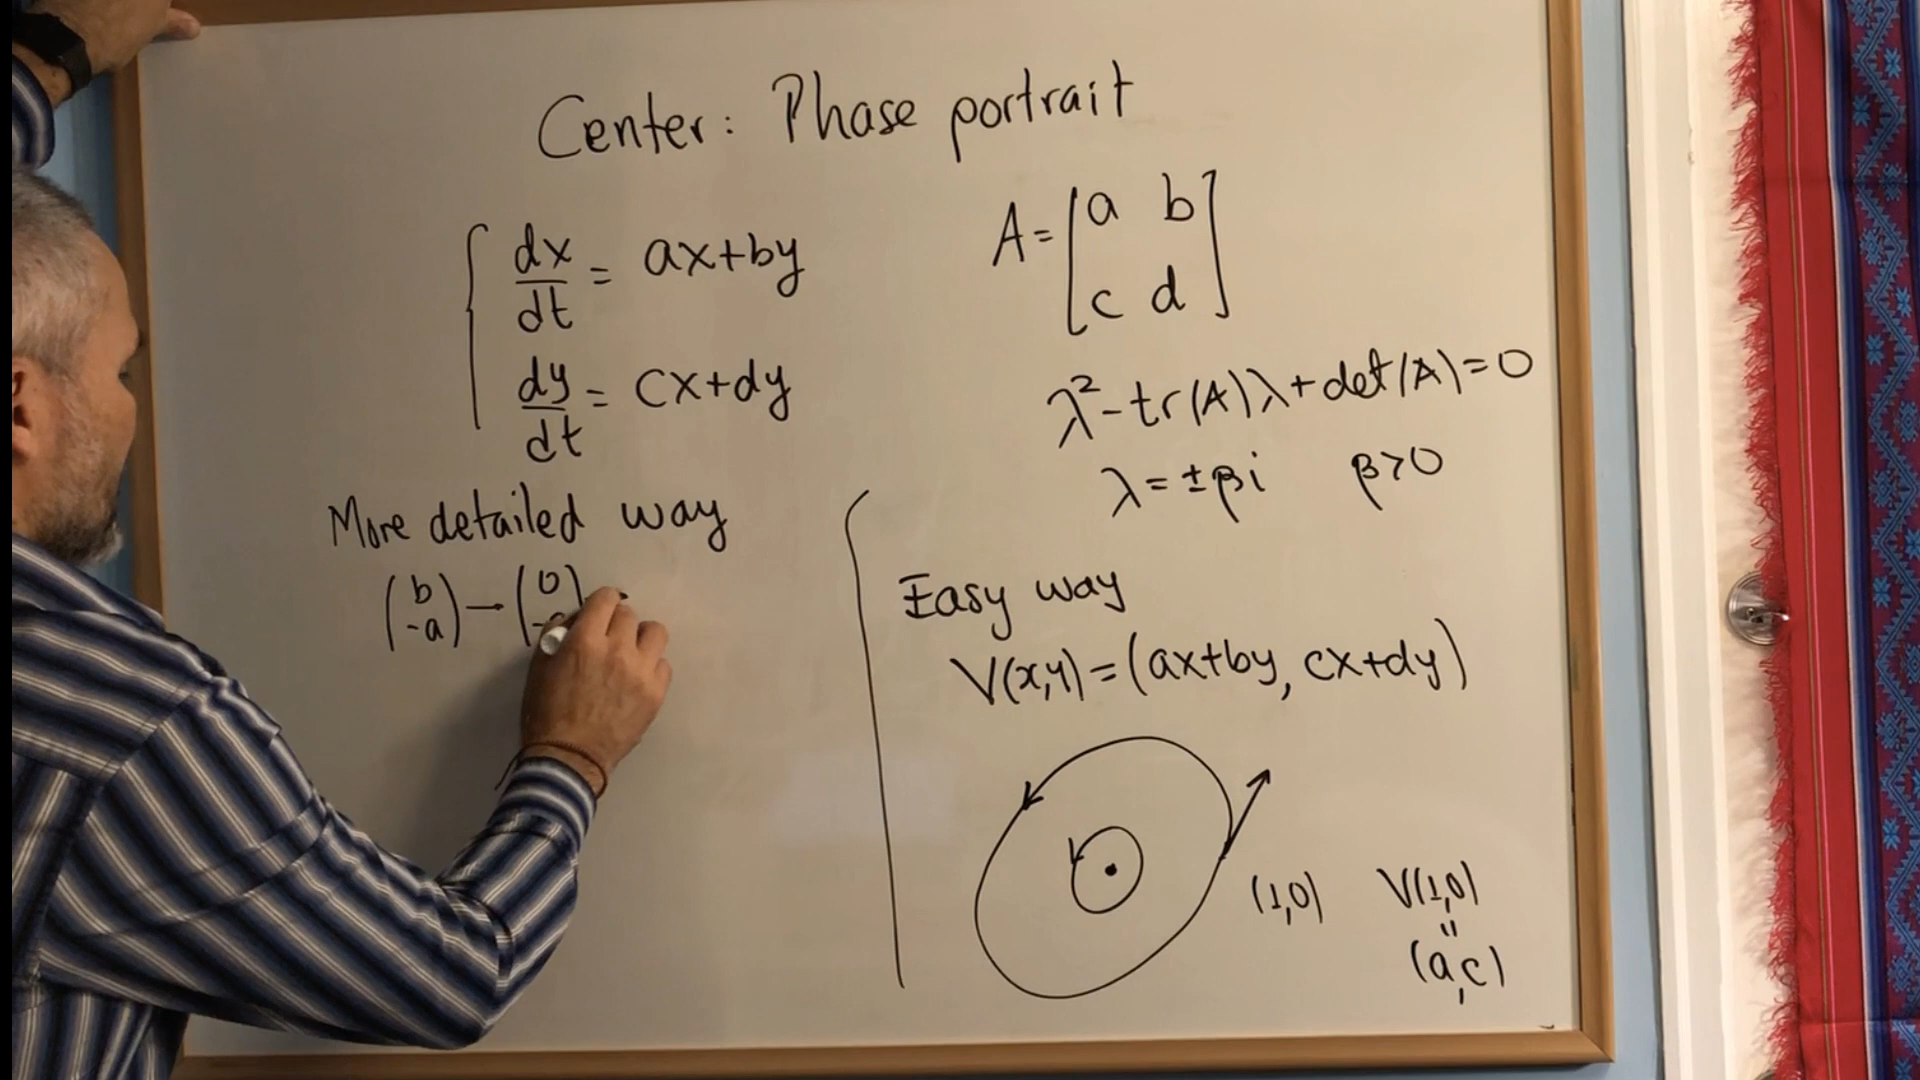 Center: Phase portrait
dx/dt = ax+by
dy/dt = cx+dy
A = [a b
c d]
λ² - tr(A)λ + det(A) = 0
λ = ±βi β>0
More detailed way
(b
-a) → (0
Easy way
V(x,y) = (ax+by, cx+dy)
(1,0) V(1,0)
=
(a,c)